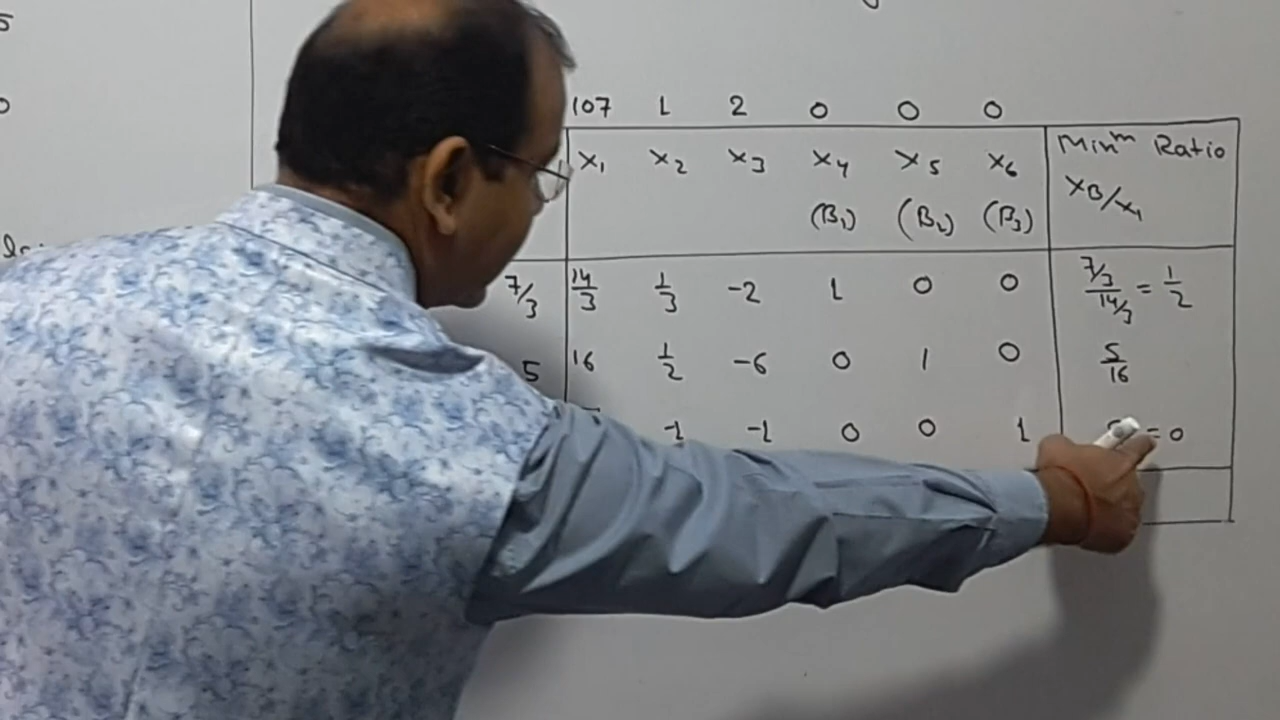 5
107 1 2 0 0 0
0
x₁ x₂ x₃ x₄ x₅ x₆ Minᵐ Ratio
(B₁) (B₂) (B₃) XB/x₁
7/3 14/3 1/3 -2 1 0 0 7/3 / 14/3 = 1/2
5 16 1/2 -6 0 1 0 5/16
-1 -1 0 0 1 = 0